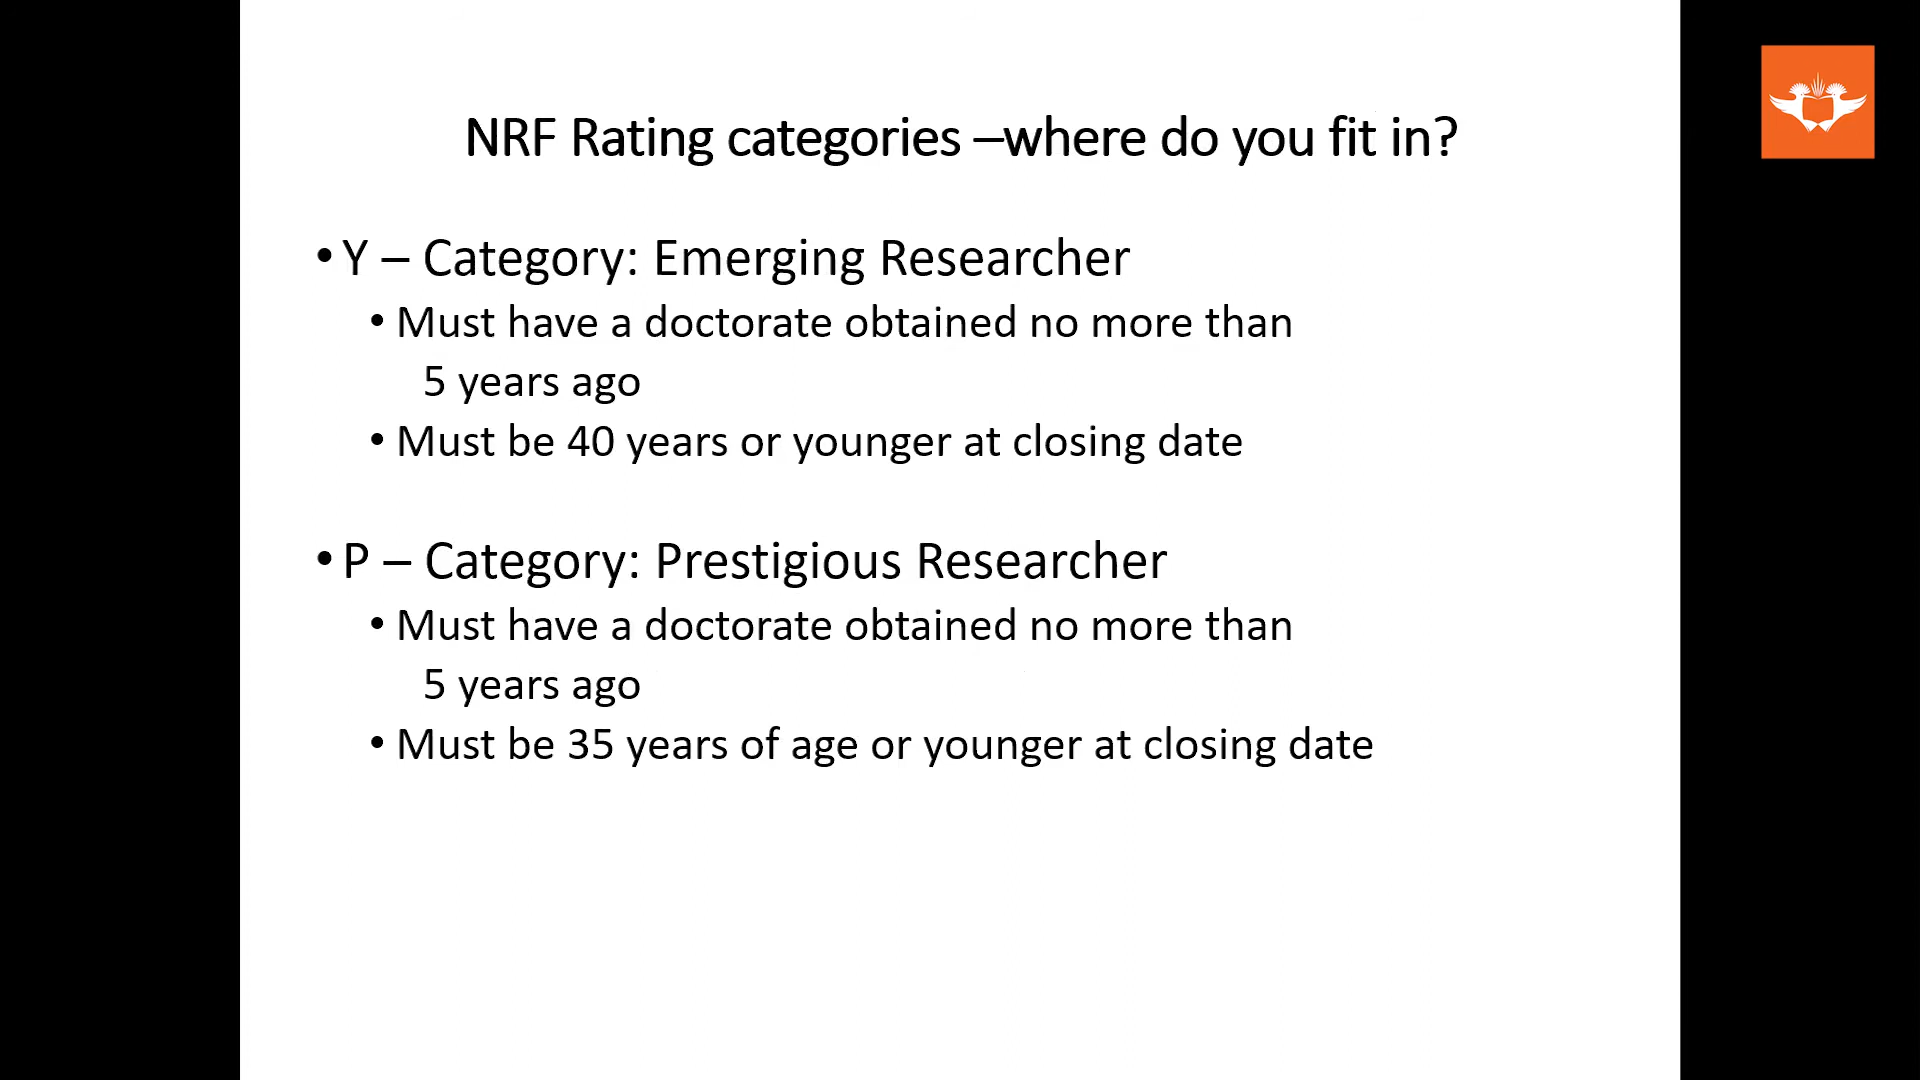 NRF Rating categories –where do you fit in?
• Y – Category: Emerging Researcher
• Must have a doctorate obtained no more than
5 years ago
• Must be 40 years or younger at closing date
• P – Category: Prestigious Researcher
• Must have a doctorate obtained no more than
5 years ago
• Must be 35 years of age or younger at closing date